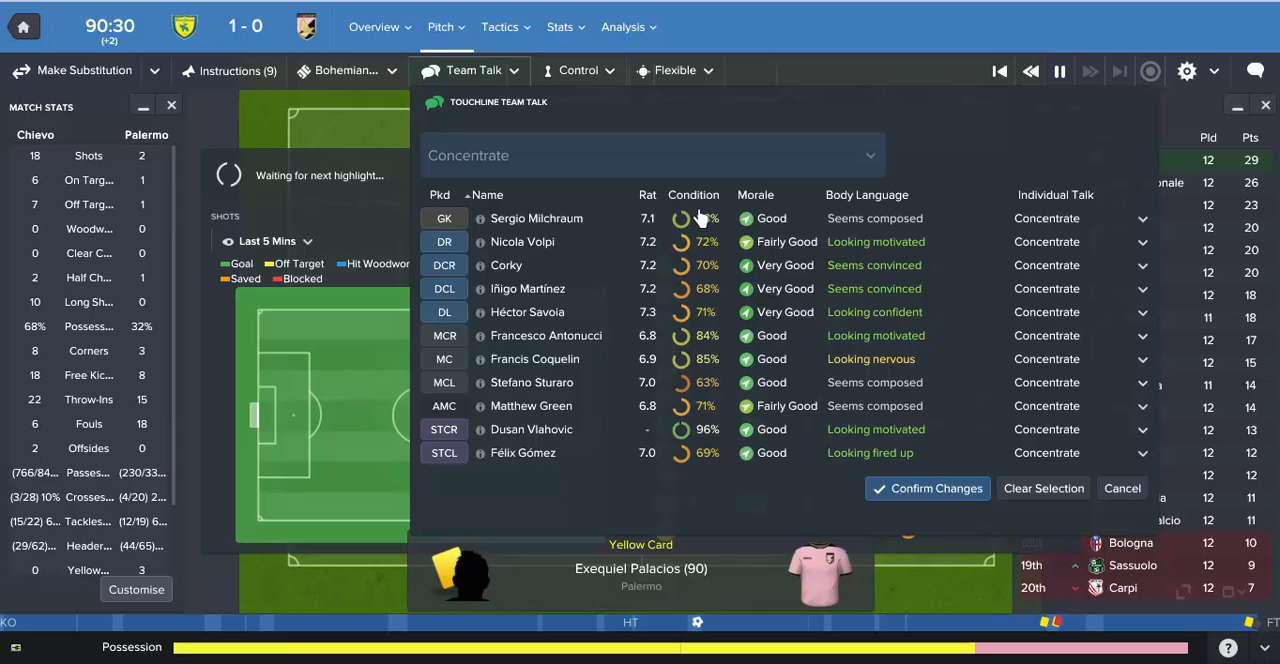 90:30
(+2)
1 - 0
Overview
Pitch
Tactics
Stats
Analysis
Make Substitution
Instructions (9)
Bohemian...
Team Talk
Control
Flexible
MATCH STATS
Chievo Palermo
18 Shots 2
6 On Targ... 1
7 Off Targ... 1
0 Woodw... 0
0 Clear C... 0
2 Half Ch... 1
10 Long Sh... 0
68% Possess... 32%
8 Corners 3
18 Free Kic... 8
22 Throw-Ins 15
6 Fouls 18
2 Offsides 0
(766/84... Passes... (230/33...
(3/28) 10% Crosses... (4/20) 2...
(15/22) 6... Tackles... (12/19) 6...
(29/62)... Header... (44/65)...
0 Yellow... 3
Customise
Waiting for next highlight...
SHOTS
Last 5 Mins
Goal Off Target Hit Woodwor
Saved Blocked
TOUCHLINE TEAM TALK
Concentrate
Pkd Name Rat Condition Morale Body Language Individual Talk
GK Sergio Milchraum 7.1 Good Seems composed Concentrate
DR Nicola Volpi 7.2 72% Fairly Good Looking motivated Concentrate
DCR Corky 7.2 70% Very Good Seems convinced Concentrate
DCL Iñigo Martínez 7.2 68% Very Good Seems convinced Concentrate
DL Héctor Savoia 7.3 71% Very Good Looking confident Concentrate
MCR Francesco Antonucci 6.8 84% Good Looking motivated Concentrate
MC Francis Coquelin 6.9 85% Good Looking nervous Concentrate
MCL Stefano Sturaro 7.0 63% Good Seems composed Concentrate
AMC Matthew Green 6.8 71% Fairly Good Seems composed Concentrate
STCR Dusan Vlahovic - 96% Good Looking motivated Concentrate
STCL Félix Gómez 7.0 69% Good Looking fired up Concentrate
Confirm Changes
Clear Selection
Cancel
Yellow Card
Exequiel Palacios (90)
Palermo
Pld Pts
12 29
onale 12 26
12 23
12 20
12 20
12 20
12 18
11 18
12 17
12 15
11 14
12 14
12 13
12 12
12 12
12 11
alcio 12 11
Bologna 12 10
19th Sassuolo 12 9
20th Carpi 12 7
KO
HT
FT
Possession
?